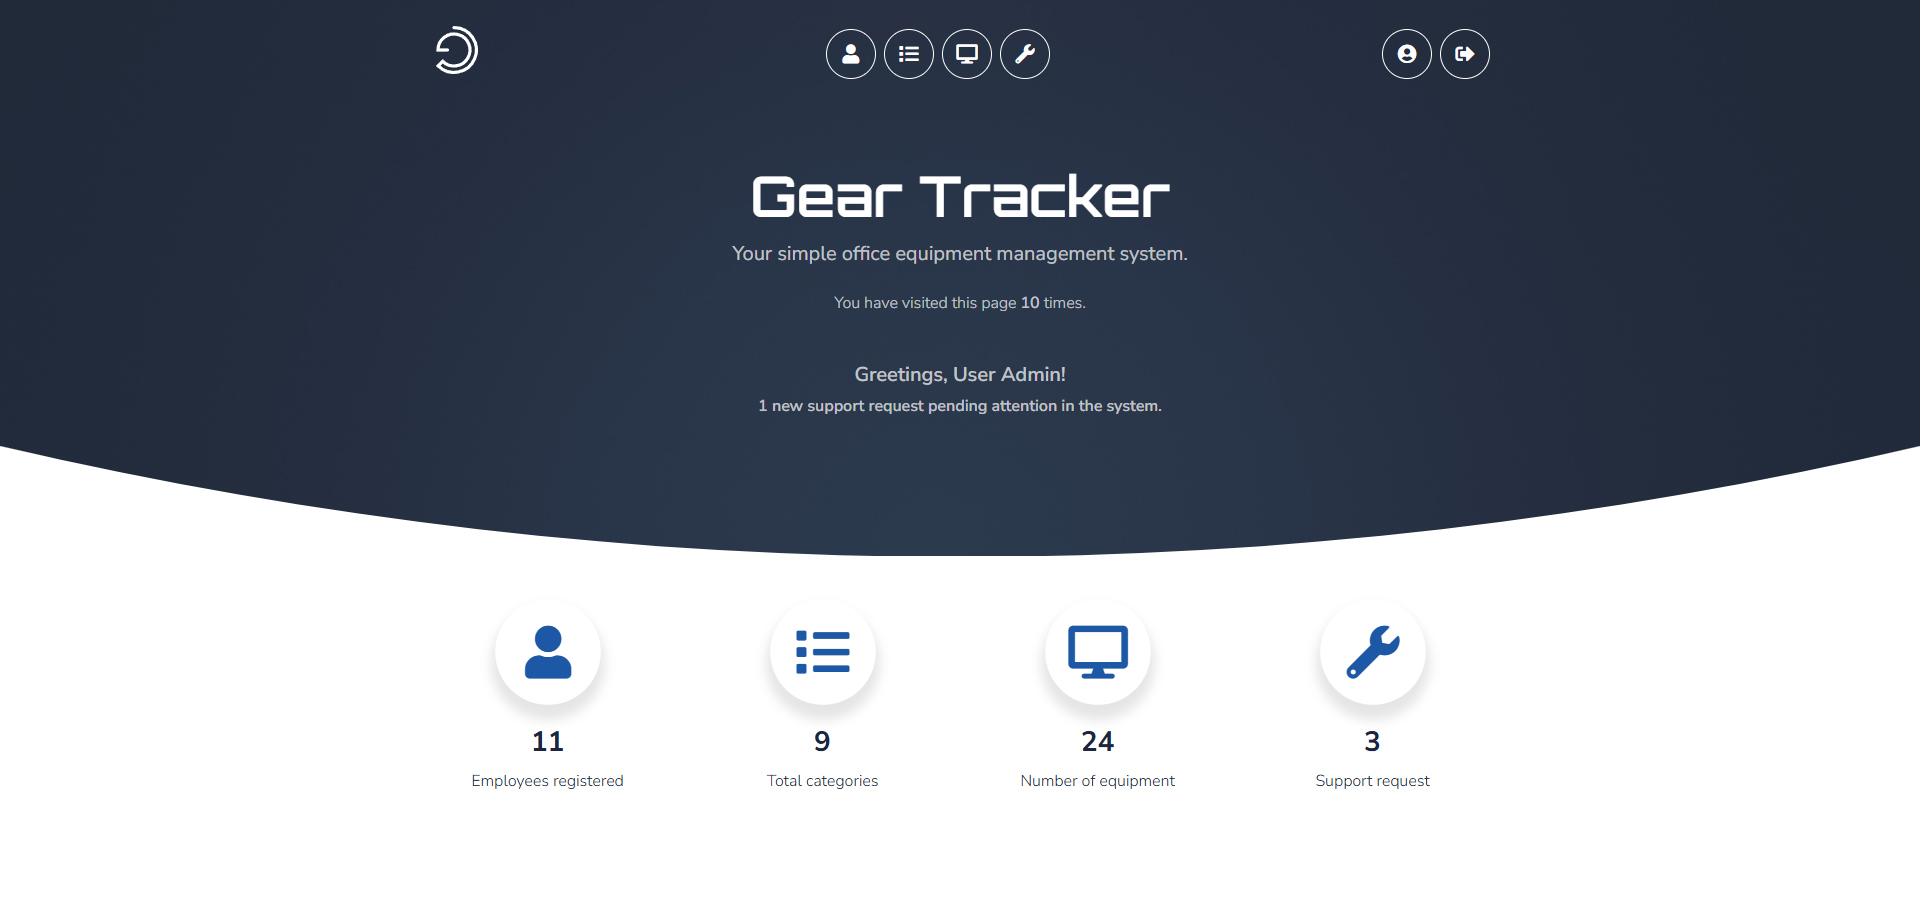 Gear Tracker
Your simple office equipment management system.
You have visited this page 10 times.
Greetings, User Admin!
1 new support request pending attention in the system.
11
Employees registered
9
Total categories
24
Number of equipment
3
Support request